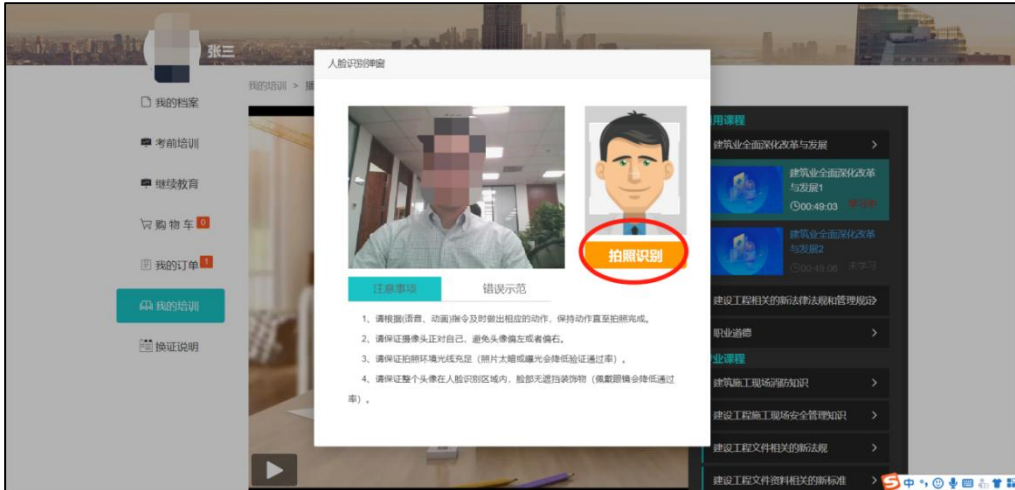 张三
人脸识别弹窗
我的培训 > 播
我的档案
考前培训
继续教育
购物车 0
我的订单 1
我的培训
换证说明
拍照识别
注意事项
错误示范
1、请根据(语音、动画)指令及时做出相应的动作，保持动作直至拍照完成。
2、请保证摄像头正对自己，避免头像偏左或者偏右。
3、请保证拍照环境光线充足（照片太暗或曝光会降低验证通过率）。
4、请保证整个头像在人脸识别区域内，脸部无遮挡装饰物（佩戴眼镜会降低通过
率）。
用课程
建筑业全面深化改革与发展
建筑业全面深化改革
与发展1
00:49:03 学习中
建筑业全面深化改革
与发展2
00:49:05 未学习
建设工程相关的新法律法规和管理规定
职业道德
业课程
建筑施工现场消防知识
建设工程施工现场安全管理知识
建设工程文件相关的新法规
建设工程文件资料相关的新标准
中